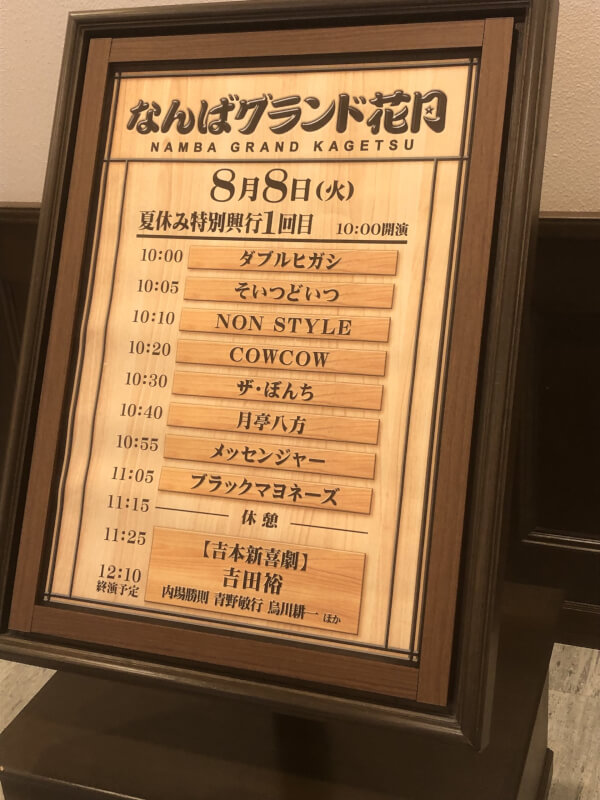 なんばグランド花月
NAMBA GRAND KAGETSU
8月8日(火)
夏休み特別興行1回目 10:00開演
10:00 ダブルヒガシ
10:05 そいつどいつ
10:10 NON STYLE
10:20 COWCOW
10:30 ザ・ぼんち
10:40 月亭八方
10:55 メッセンジャー
11:05 ブラックマヨネーズ
11:15 休憩
11:25 【吉本新喜劇】
吉田裕
内場勝則 青野敏行 烏川耕一 ほか
12:10
終演予定